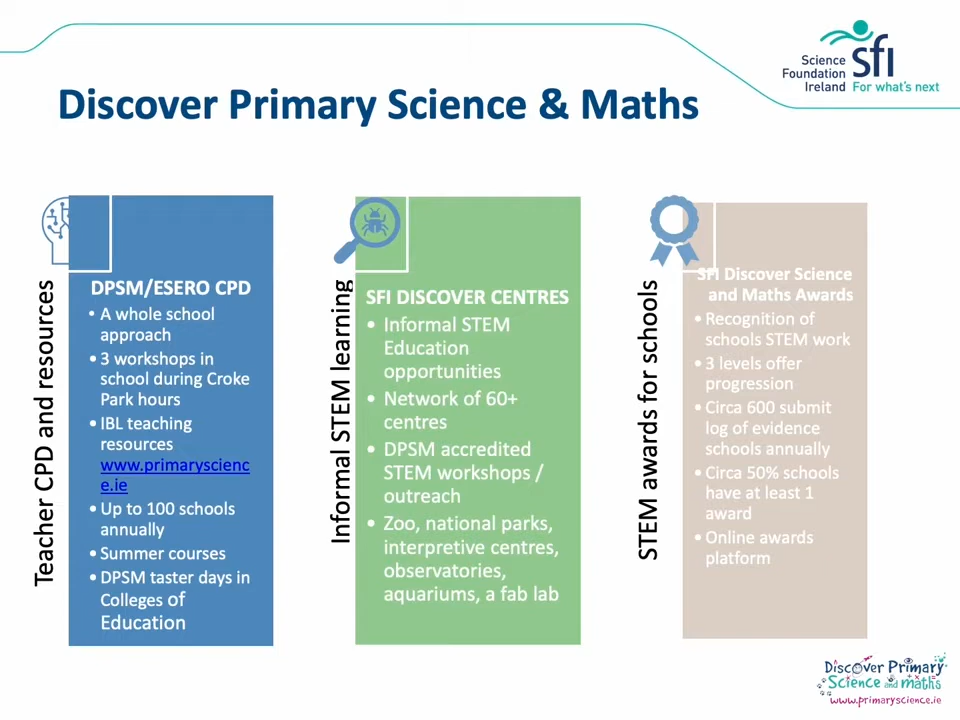 Science
Foundation
Ireland
sfi
For what's next
Discover Primary Science & Maths
Teacher CPD and resources
DPSM/ESERO CPD
• A whole school
approach
• 3 workshops in
school during Croke
Park hours
• IBL teaching
resources
www.primaryscienc
e.ie
• Up to 100 schools
annually
• Summer courses
• DPSM taster days in
Colleges of
Education
Informal STEM learning
SFI DISCOVER CENTRES
• Informal STEM
Education
opportunities
• Network of 60+
centres
• DPSM accredited
STEM workshops /
outreach
• Zoo, national parks,
interpretive centres,
observatories,
aquariums, a fab lab
STEM awards for schools
SFI Discover Science
and Maths Awards
• Recognition of
schools STEM work
• 3 levels offer
progression
• Circa 600 submit
log of evidence
schools annually
• Circa 50% schools
have at least 1
award
• Online awards
platform
Discover Primary
Science and maths
www.primaryscience.ie